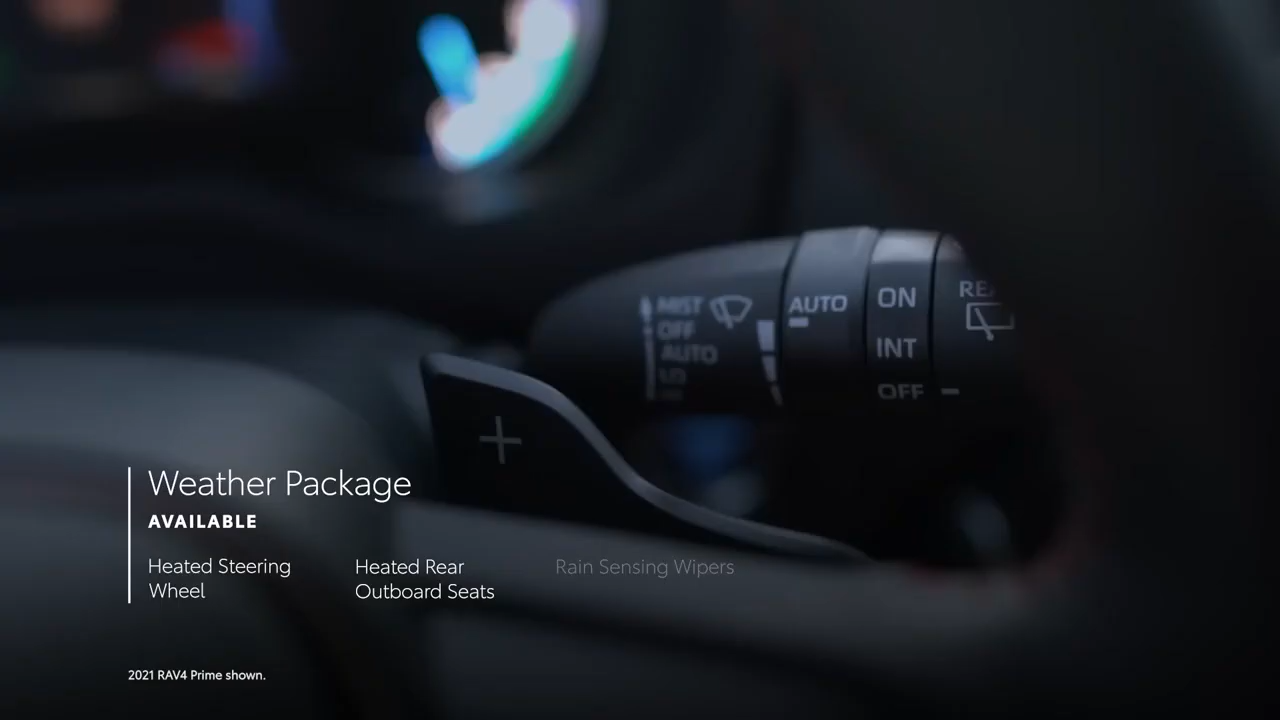 MIST
OFF
AUTO
LO
AUTO
ON
INT
OFF
+
Weather Package
AVAILABLE
Heated Steering
Wheel
Heated Rear
Outboard Seats
Rain Sensing Wipers
2021 RAV4 Prime shown.